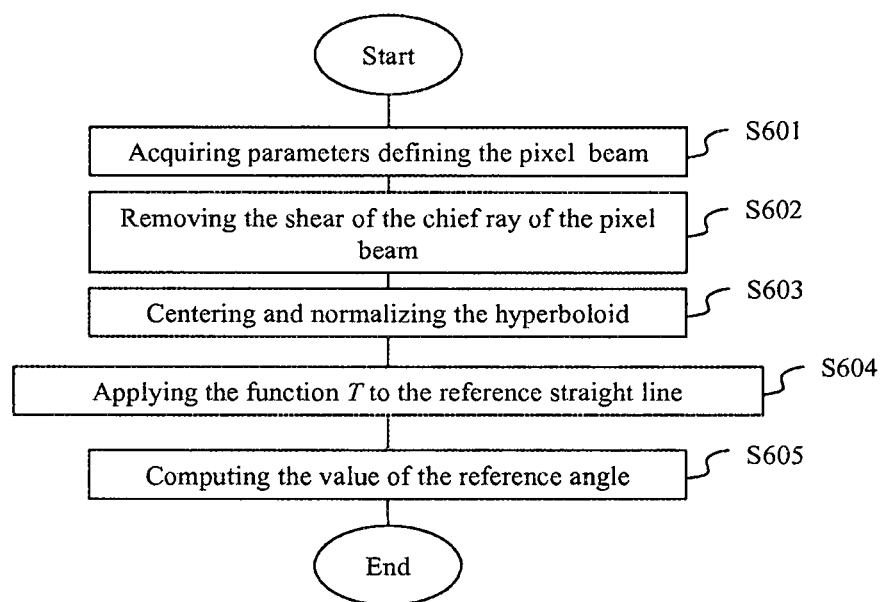 Start
S601
Acquiring parameters defining the pixel beam
S602
Removing the shear of the chief ray of the pixel
beam
S603
Centering and normalizing the hyperboloid
S604
Applying the function T to the reference straight line
S605
Computing the value of the reference angle
End